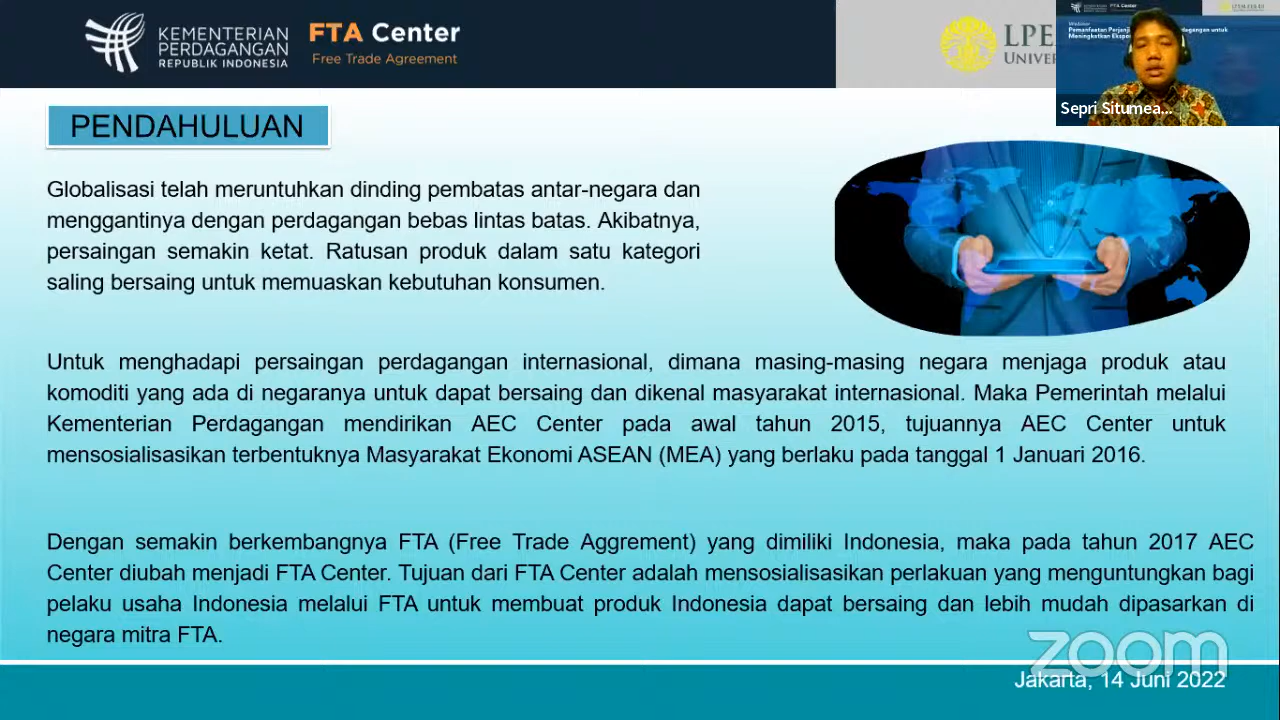 KEMENTERIAN
PERDAGANGAN
REPUBLIK INDONESIA
FTA Center
Free Trade Agreement
Sepri Situmea...
PENDAHULUAN
Globalisasi telah meruntuhkan dinding pembatas antar-negara dan
menggantinya dengan perdagangan bebas lintas batas. Akibatnya,
persaingan semakin ketat. Ratusan produk dalam satu kategori
saling bersaing untuk memuaskan kebutuhan konsumen.
Untuk menghadapi persaingan perdagangan internasional, dimana masing-masing negara menjaga produk atau
komoditi yang ada di negaranya untuk dapat bersaing dan dikenal masyarakat internasional. Maka Pemerintah melalui
Kementerian Perdagangan mendirikan AEC Center pada awal tahun 2015, tujuannya AEC Center untuk
mensosialisasikan terbentuknya Masyarakat Ekonomi ASEAN (MEA) yang berlaku pada tanggal 1 Januari 2016.
Dengan semakin berkembangnya FTA (Free Trade Aggrement) yang dimiliki Indonesia, maka pada tahun 2017 AEC
Center diubah menjadi FTA Center. Tujuan dari FTA Center adalah mensosialisasikan perlakuan yang menguntungkan bagi
pelaku usaha Indonesia melalui FTA untuk membuat produk Indonesia dapat bersaing dan lebih mudah dipasarkan di
negara mitra FTA.
zoom
Jakarta, 14 Juni 2022